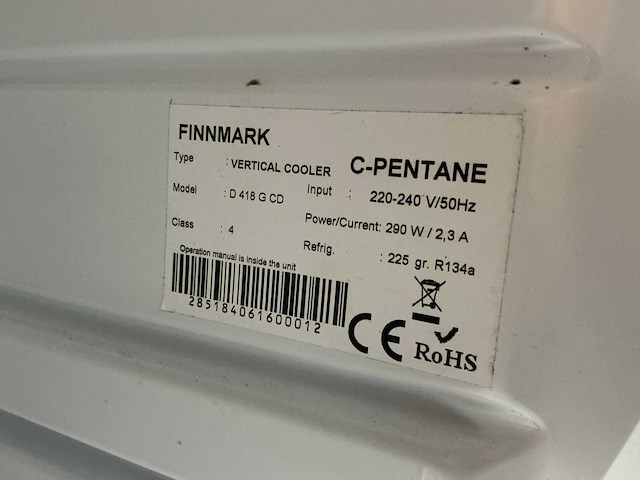 FINNMARK
C-PENTANE
Type : VERTICAL COOLER
Input : 220-240 V/50Hz
Model : D 418 G CD
Power/Current: 290 W / 2,3 A
Class : 4
Refrig. : 225 gr. R134a
Operation manual is inside the unit
285184061600012
CE
RoHS